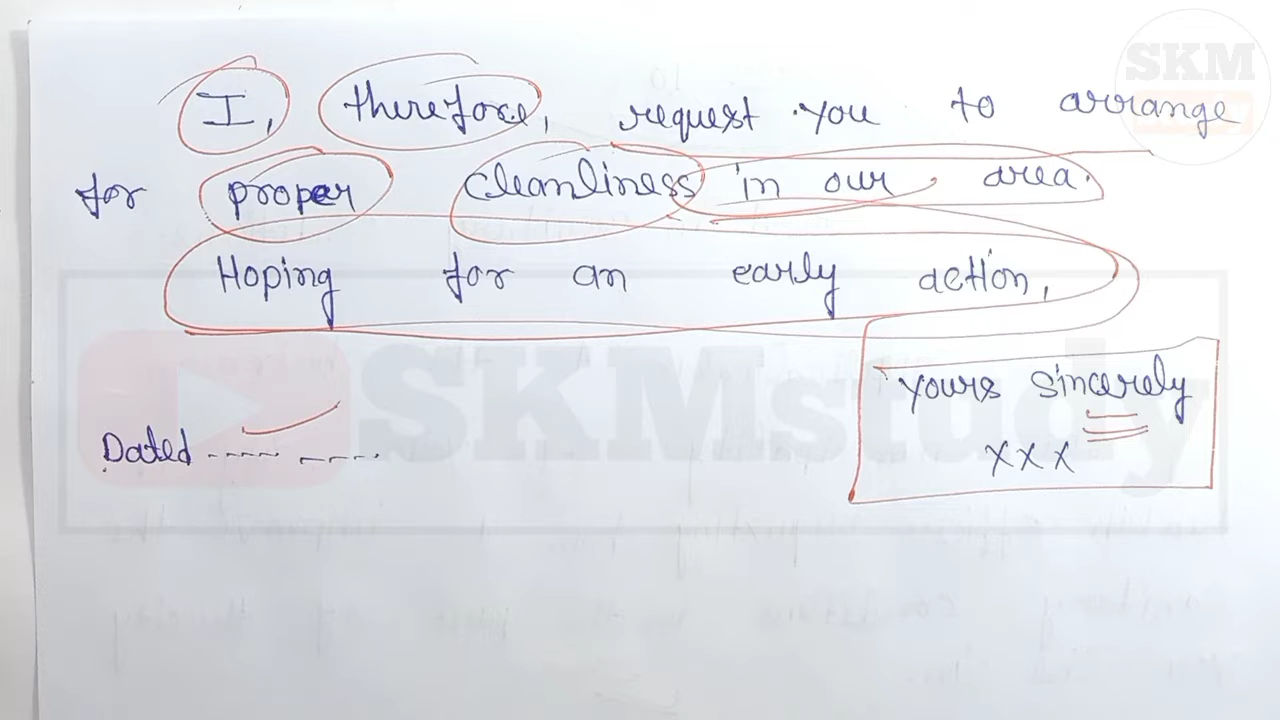 I, therefore, request you to arrange
for proper cleanliness in our area.
Hoping for an early action,
Yours Sincerely
XXX
Dated ----- -----
SKM
study
SKMstudy